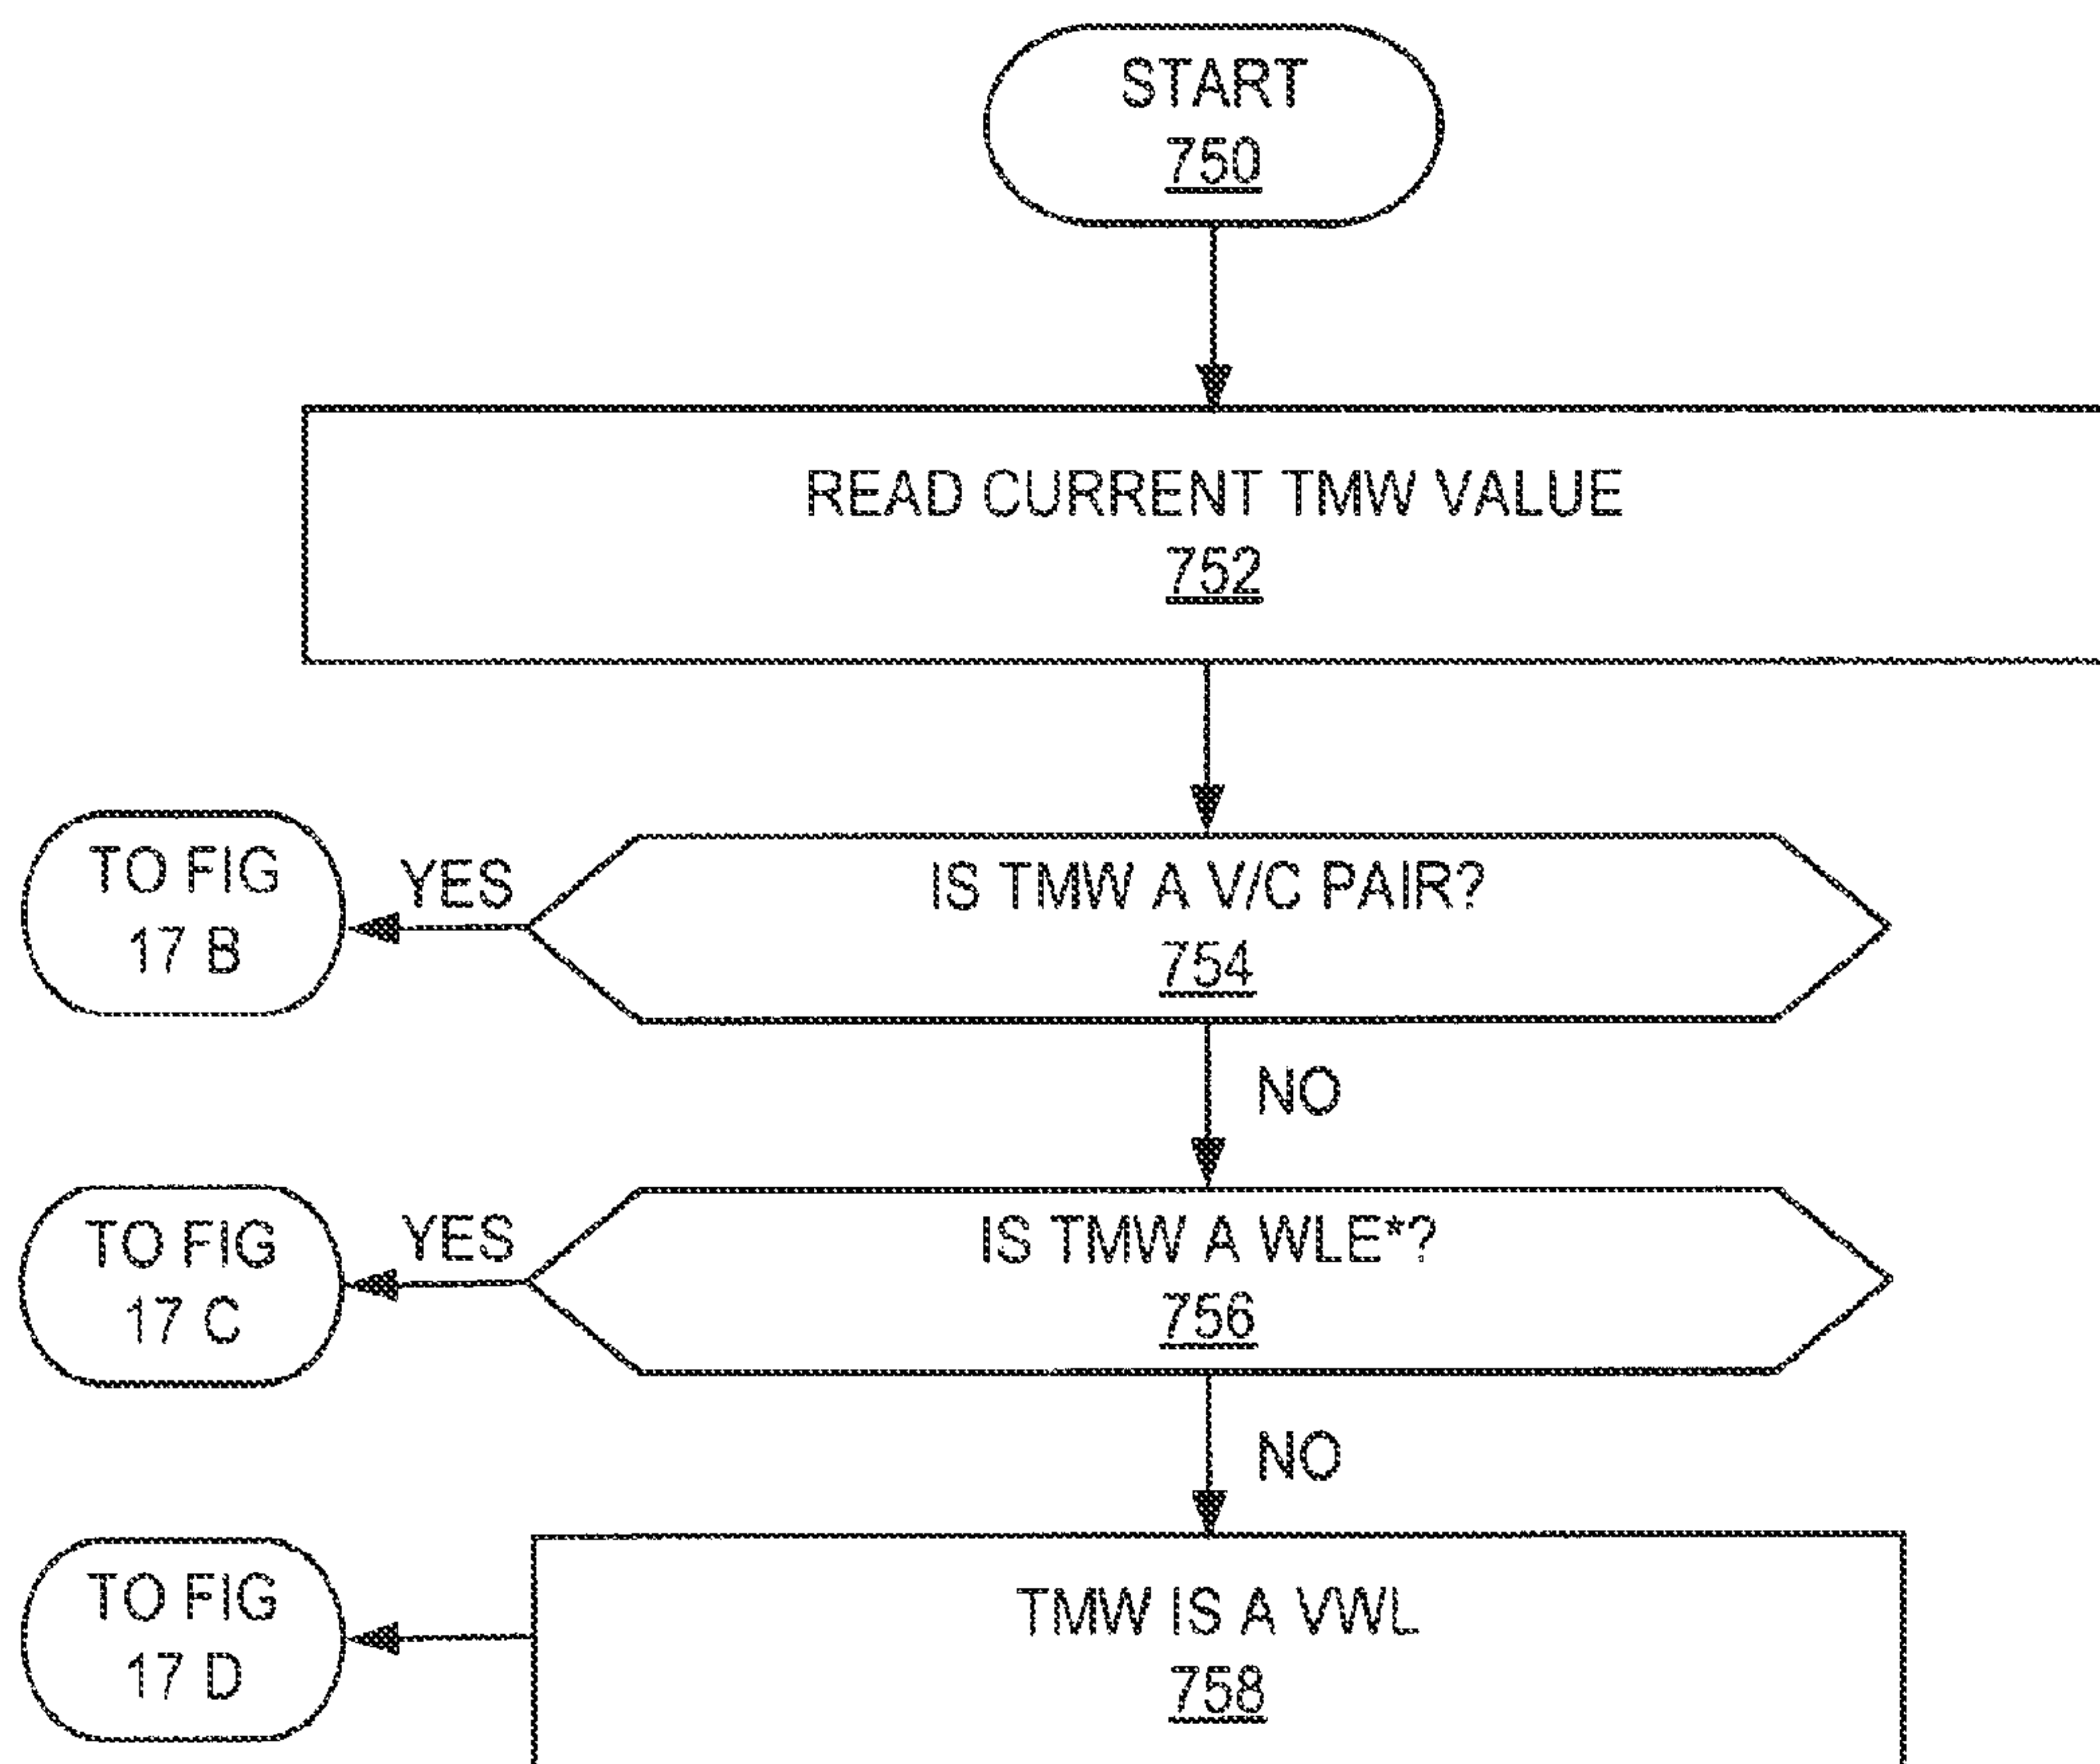 START
750
READ CURRENT TMW VALUE
752
TO FIG
17 B
YES
IS TMW A V/C PAIR?
754
NO
TO FIG
17 C
YES
IS TMW A WLE*?
756
NO
TO FIG
17 D
TMW IS A VWL
758